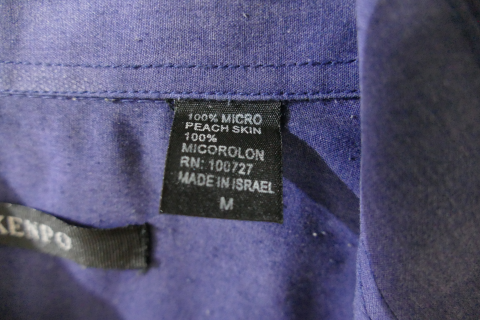 100% MICRO
PEACH SKIN
100%
MICOROLON
RN: 100727
MADE IN ISRAEL
M
KENPO